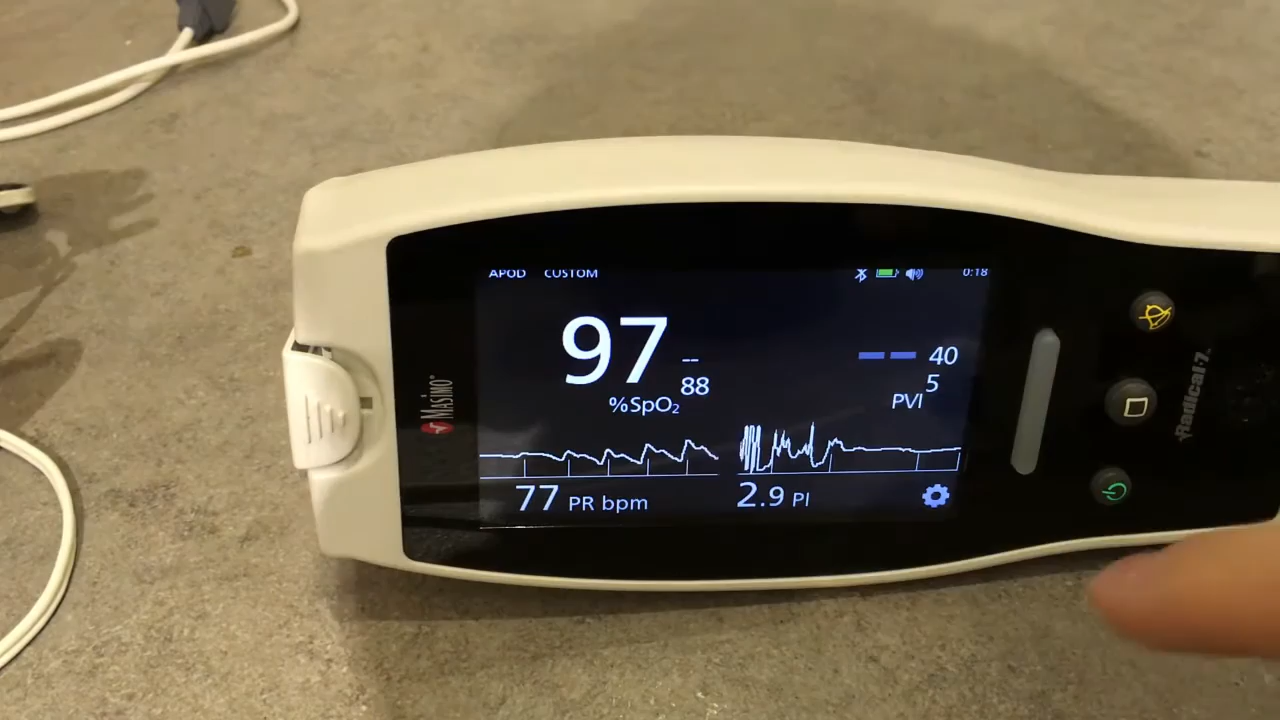 APOD CUSTOM 0:18
97 -- 88
%SpO₂
-- -- 40
5
PVI
77 PR bpm
2.9 PI
Masimo®
Radical-7